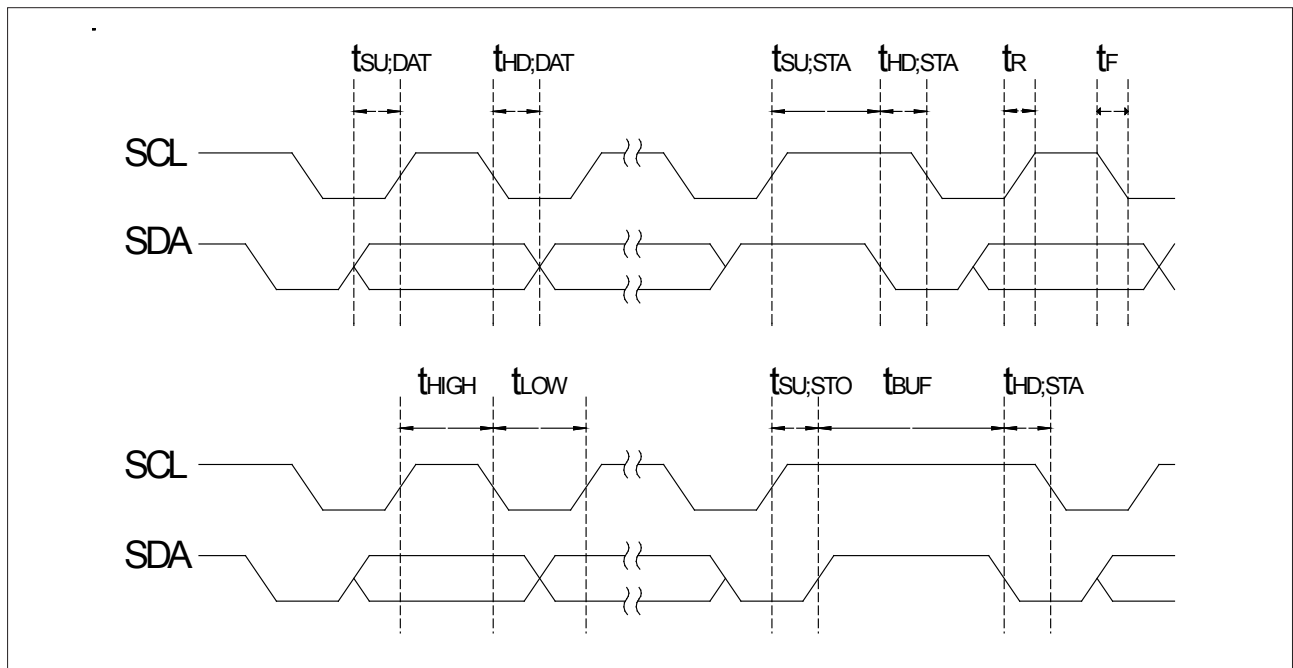 tSU;DAT tHD;DAT tSU;STA tHD;STA tR tF
SCL
SDA
tHIGH tLOW tSU;STO tBUF tHD;STA
SCL
SDA